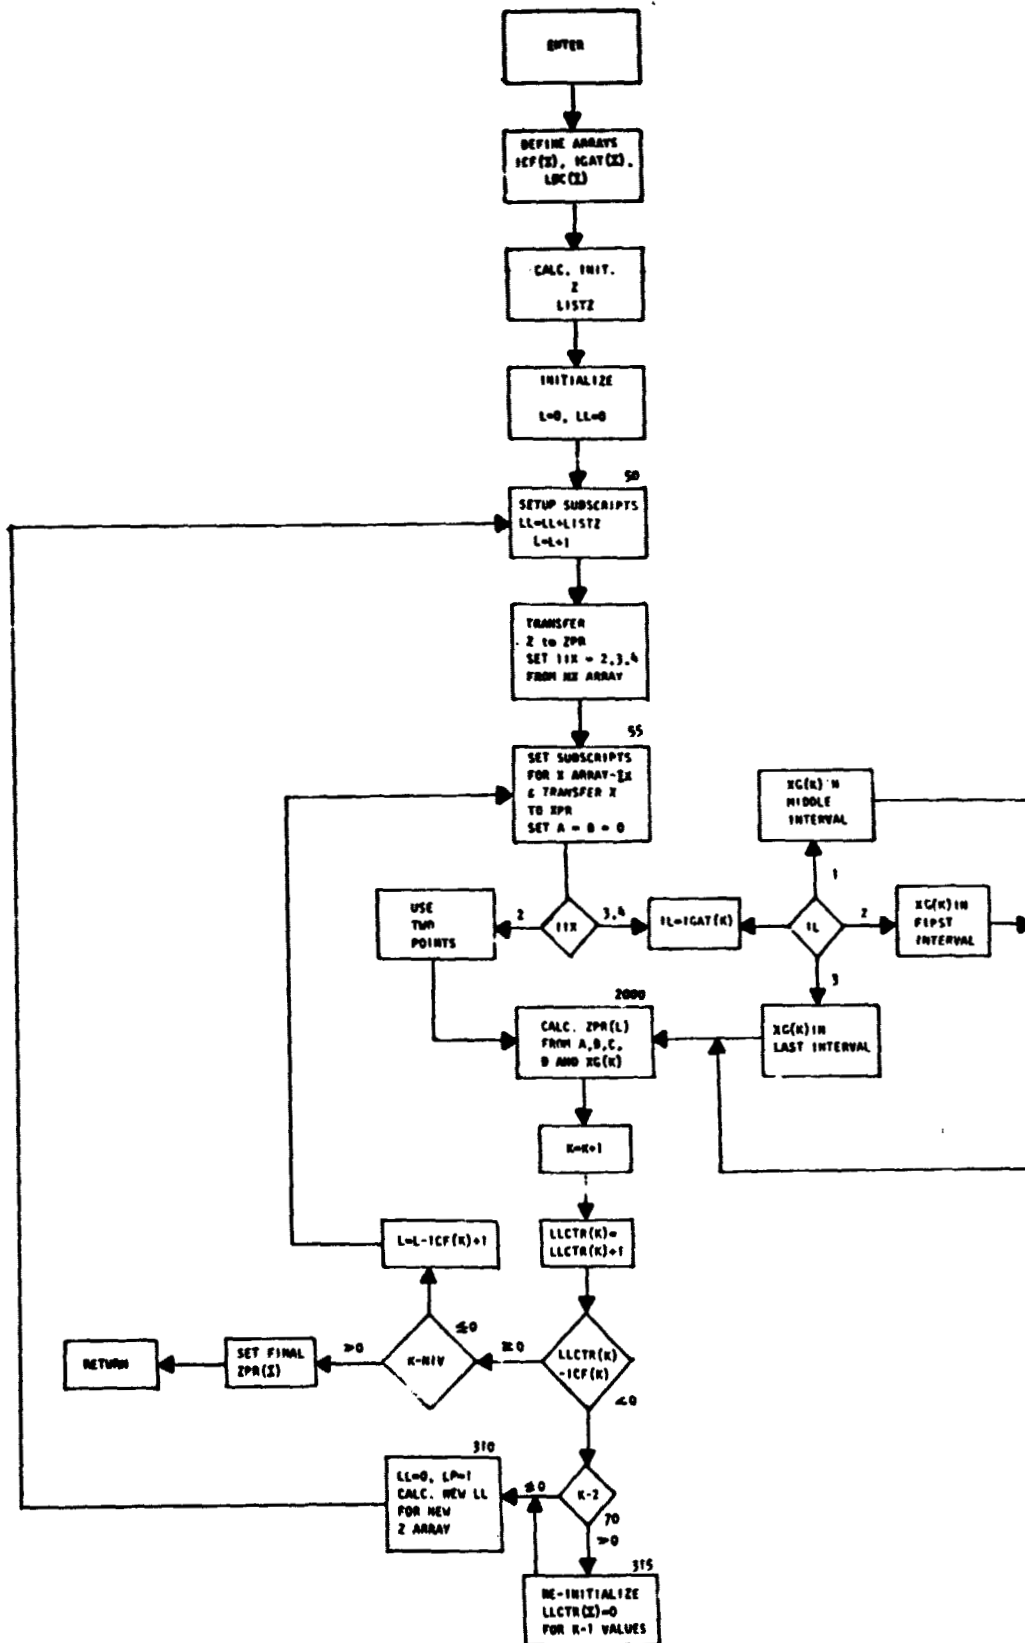 ENTER
DEFINE ARRAYS
ICF(I), IGAT(I),
LOC(I)
CALC. INIT.
Z
LISTZ
INITIALIZE
L=0, LL=0
50
SETUP SUBSCRIPTS
LL=LL+LISTZ
L=L+1
TRANSFER
Z to ZPR
SET IIX = 2,3,4
FROM NX ARRAY
55
SET SUBSCRIPTS
FOR X ARRAY-IX
& TRANSFER X
TO XPR
SET A = B = 0
XG(K) IN
MIDDLE
INTERVAL
1
USE
TWO
POINTS
2
IIX
3,4
IL=IGAT(K)
IL
2
XG(K)IN
FIRST
INTERVAL
3
2000
CALC. ZPR(L)
FROM A,B,C,
D AND XG(K)
XG(K)IN
LAST INTERVAL
K=K+1
L=L-ICF(K)+1
LLCTR(K)=
LLCTR(K)+1
≤0
RETURN
SET FINAL
ZPR(I)
>0
K-NIV
≥0
LLCTR(K)
-ICF(K)
<0
310
LL=0, LP=1
CALC. NEW LL
FOR NEW
Z ARRAY
≤0
K-2
70
>0
315
RE-INITIALIZE
LLCTR(I)=0
FOR K-1 VALUES